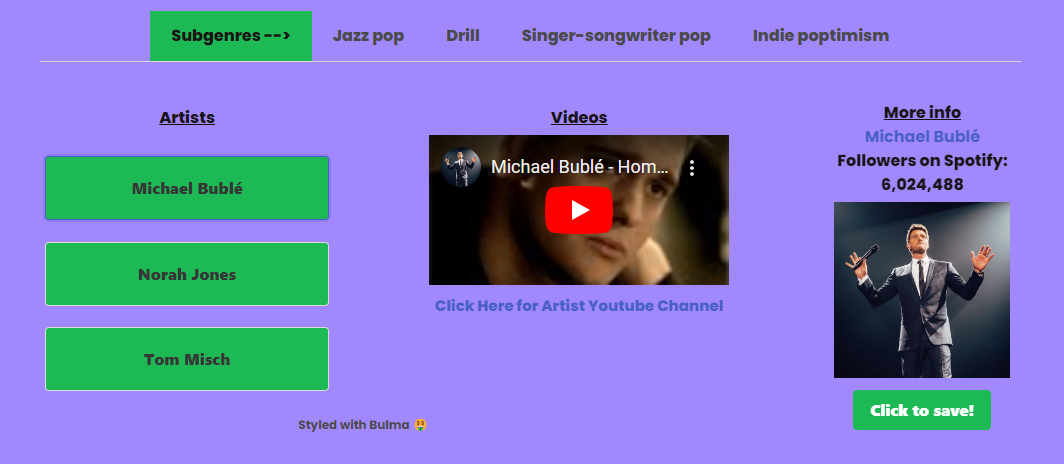 Subgenres --> Jazz pop Drill Singer-songwriter pop Indie poptimism
Artists
Michael Bublé
Norah Jones
Tom Misch
Videos
Michael Bublé - Hom...
Click Here for Artist Youtube Channel
More info
Michael Bublé
Followers on Spotify:
6,024,488
Click to save!
Styled with Bulma 🤑